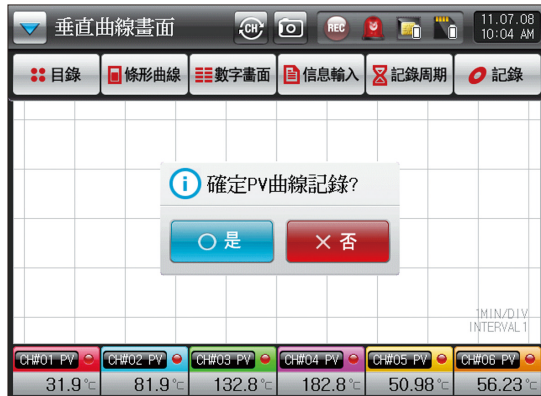 垂直曲線畫面
CH
REC
11.07.08
10:04 AM
目錄
條形曲線
數字畫面
信息輸入
記錄周期
記錄
確定PV曲線記錄?
是
否
1MIN/DIV
INTERVAL 1
CH#01 PV
CH#02 PV
CH#03 PV
CH#04 PV
CH#05 PV
CH#06 PV
31.9℃
81.9℃
132.8℃
182.8℃
50.98℃
56.23℃